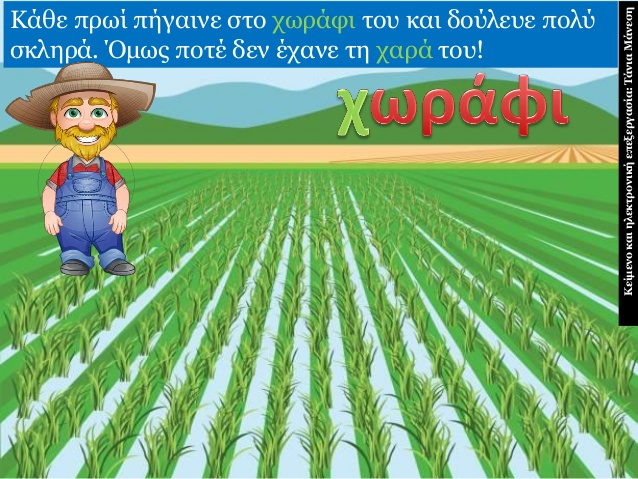 Κάθε πρωί πήγαινε στο χωράφι του και δούλευε πολύ
σκληρά. Όμως ποτέ δεν έχανε τη χαρά του!
χωράφι
Κείμενο και ηλεκτρονική επεξεργασία: Τάνια Μάνεση